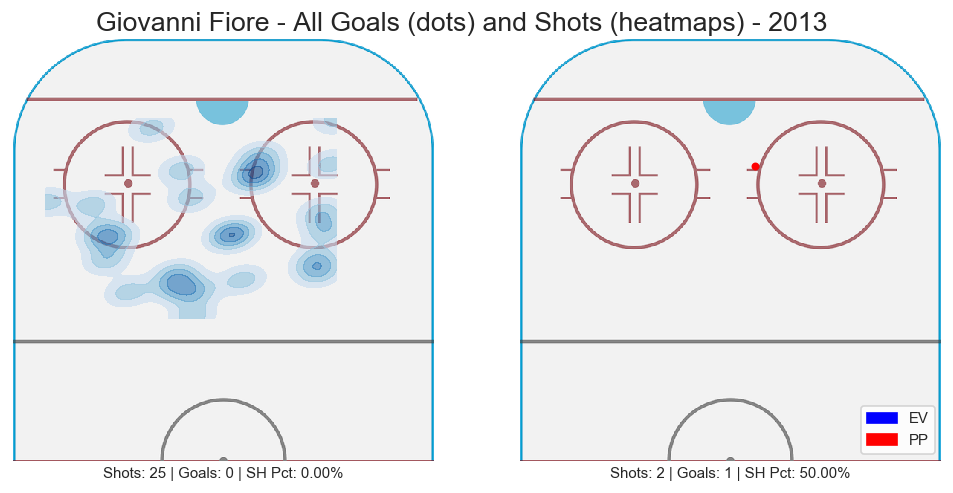 Giovanni Fiore - All Goals (dots) and Shots (heatmaps) - 2013
EV
PP
Shots: 25 | Goals: 0 | SH Pct: 0.00%
Shots: 2 | Goals: 1 | SH Pct: 50.00%